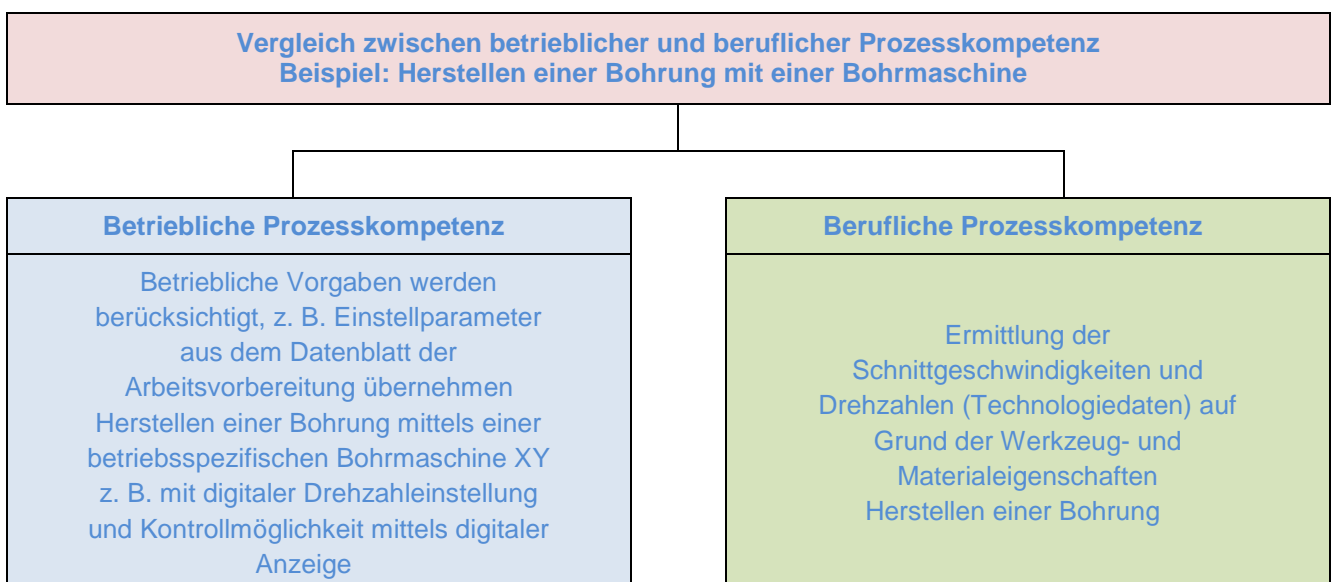 Vergleich zwischen betrieblicher und beruflicher Prozesskompetenz
Beispiel: Herstellen einer Bohrung mit einer Bohrmaschine
Betriebliche Prozesskompetenz
Betriebliche Vorgaben werden
berücksichtigt, z. B. Einstellparameter
aus dem Datenblatt der
Arbeitsvorbereitung übernehmen
Herstellen einer Bohrung mittels einer
betriebsspezifischen Bohrmaschine XY
z. B. mit digitaler Drehzahleinstellung
und Kontrollmöglichkeit mittels digitaler
Anzeige
Berufliche Prozesskompetenz
Ermittlung der
Schnittgeschwindigkeiten und
Drehzahlen (Technologiedaten) auf
Grund der Werkzeug- und
Materialeigenschaften
Herstellen einer Bohrung